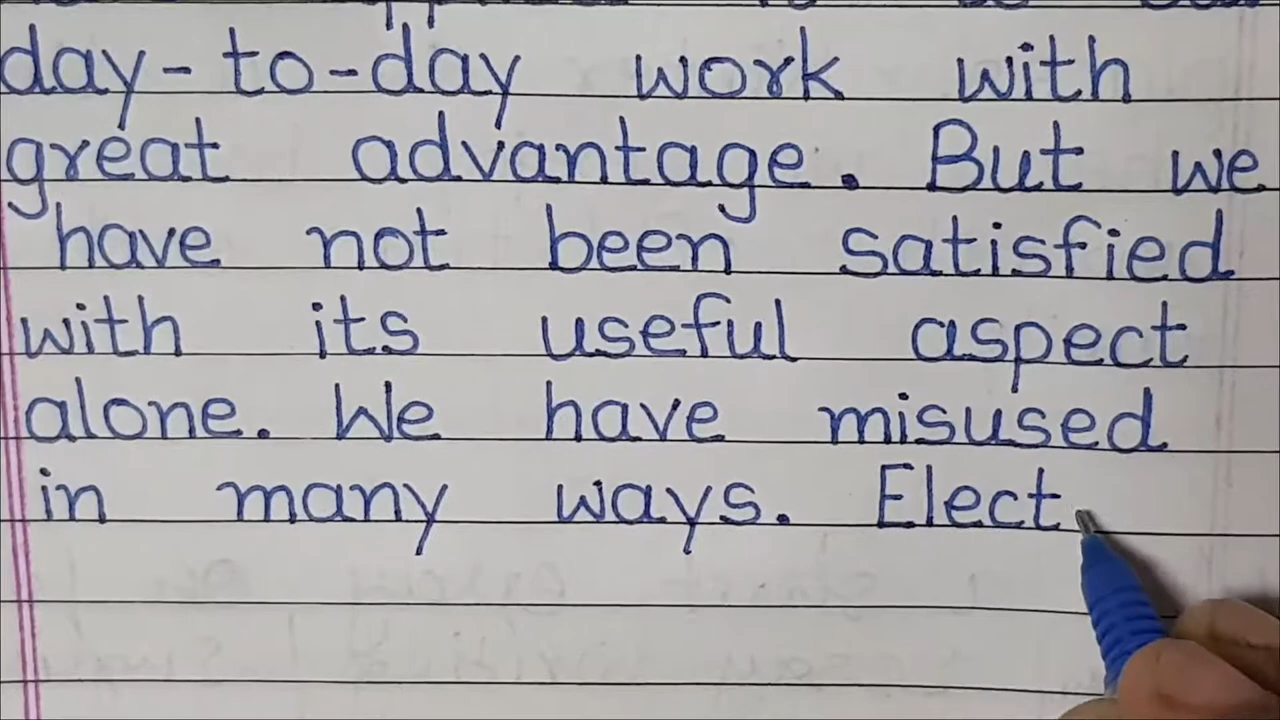 day-to-day work with
great advantage. But we
have not been satisfied
with its useful aspect
alone. We have misused
in many ways. Elect